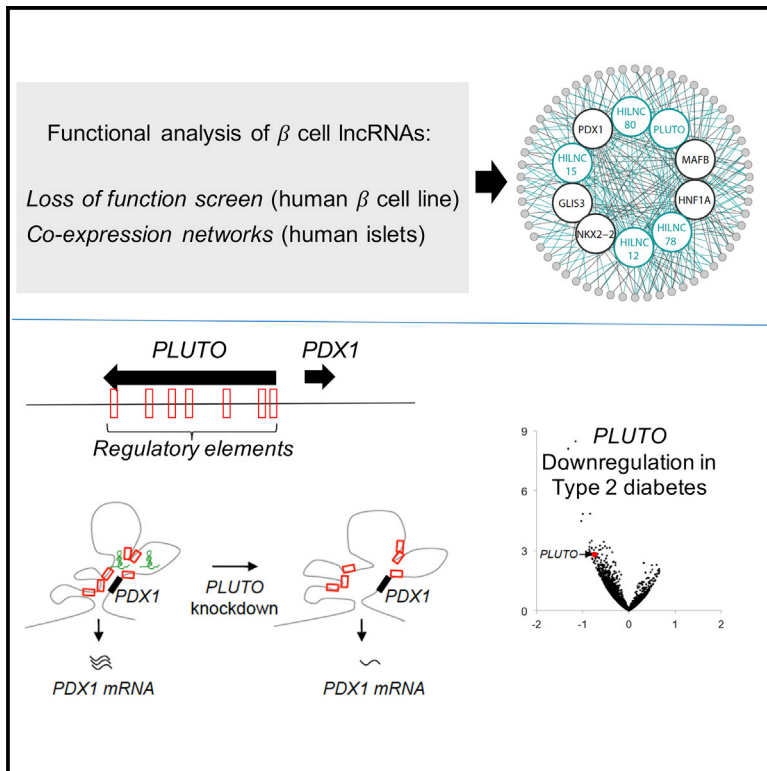 Functional analysis of β cell lncRNAs:
Loss of function screen (human β cell line)
Co-expression networks (human islets)
HILNC
80
PLUTO
PDX1
MAFB
HILNC
15
HNF1A
GLIS3
HILNC
78
NKX2-2
HILNC
12
PLUTO
PDX1
Regulatory elements
PDX1
PLUTO
knockdown
PDX1
PDX1 mRNA
PDX1 mRNA
PLUTO
Downregulation in
Type 2 diabetes
9
6
3
0
PLUTO
-2
-1
0
1
2